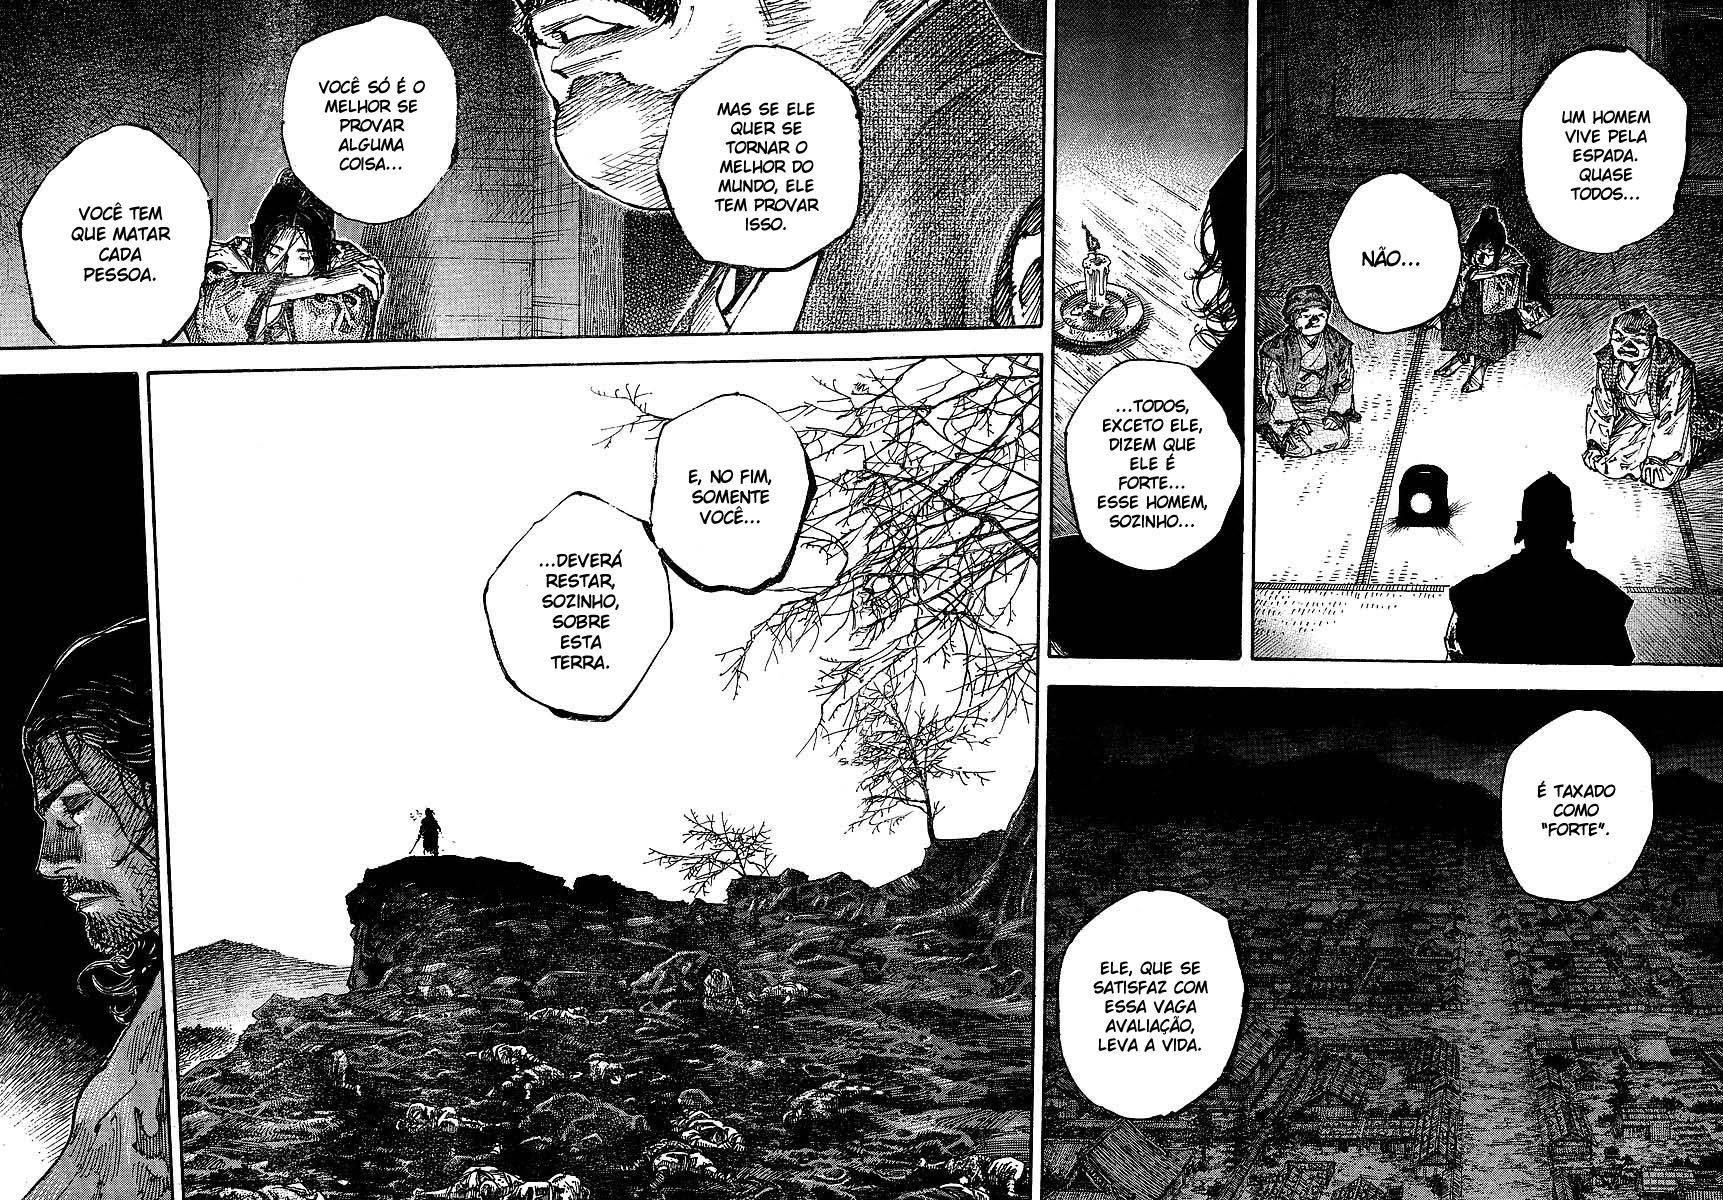 UM HOMEM
VIVE PELA
ESPADA.
QUASE
TODOS...
NÃO...
...TODOS,
EXCETO ELE,
DIZEM QUE
ELE É
FORTE...
ESSE HOMEM,
SOZINHO...
É TAXADO
COMO
"FORTE".
ELE, QUE SE
SATISFAZ COM
ESSA VAGA
AVALIAÇÃO,
LEVA A VIDA.
MAS SE ELE
QUER SE
TORNAR O
MELHOR DO
MUNDO, ELE
TEM PROVAR
ISSO.
VOCÊ SÓ É O
MELHOR SE
PROVAR
ALGUMA
COISA...
VOCÊ TEM
QUE MATAR
CADA
PESSOA.
E, NO FIM,
SOMENTE
VOCÊ...
...DEVERÁ
RESTAR,
SOZINHO,
SOBRE
ESTA
TERRA.